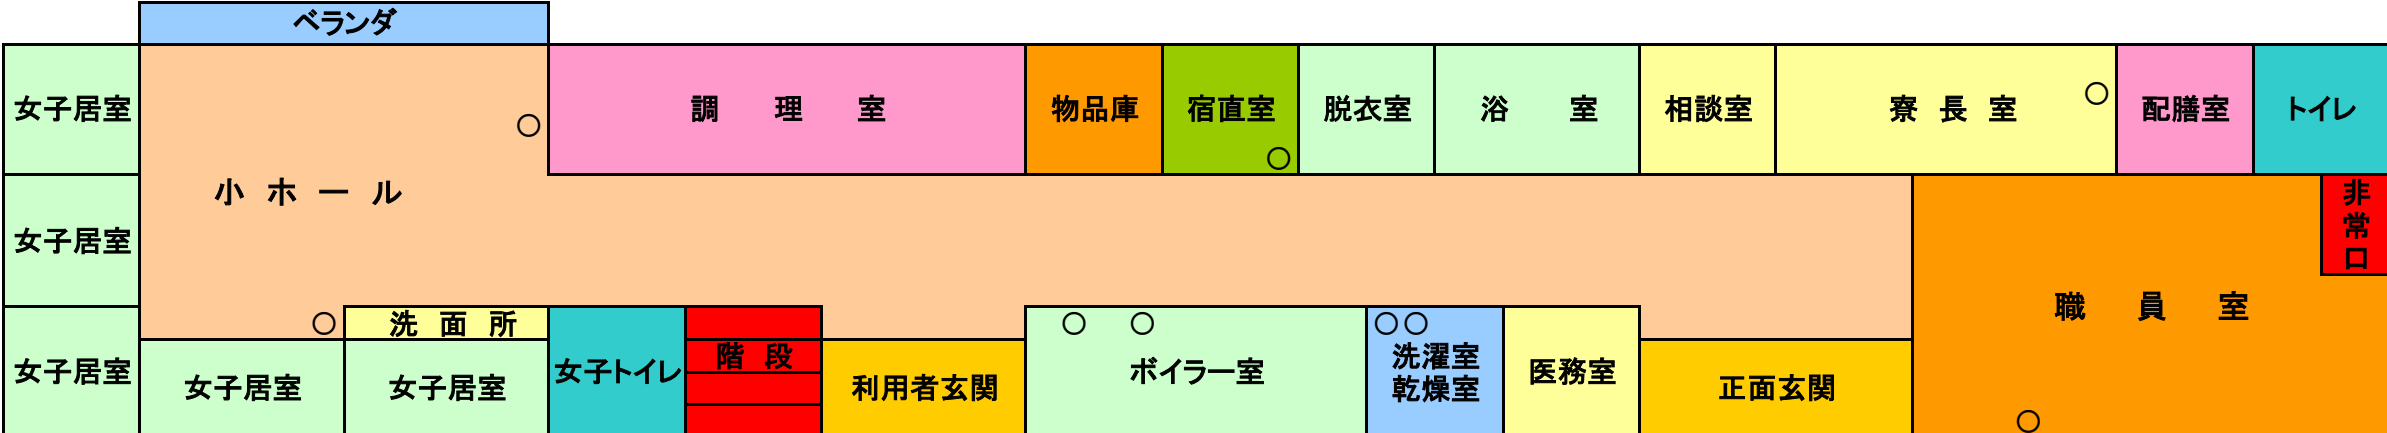 ベランダ
女子居室
調理室
物品庫
宿直室
脱衣室
浴室
相談室
寮長室
配膳室
トイレ
○
○
○
小ホール
女子居室
非常口
職員室
女子居室
○
洗面所
女子居室
女子居室
女子トイレ
階段
利用者玄関
○ ○
ボイラー室
○○
洗濯室
乾燥室
医務室
正面玄関
○